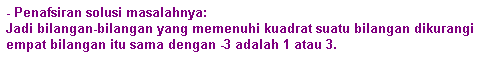 - Penafsiran solusi masalahnya:
Jadi bilangan-bilangan yang memenuhi kuadrat suatu bilangan dikurangi
empat bilangan itu sama dengan -3 adalah 1 atau 3.